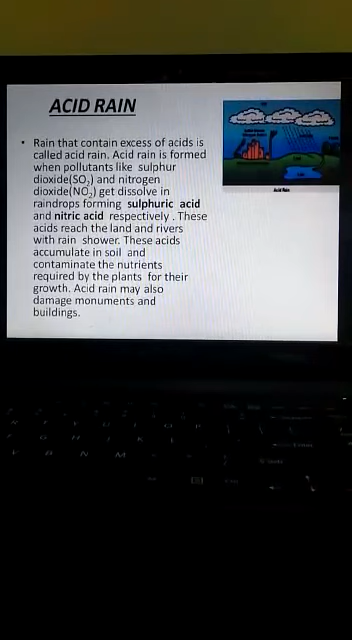 ACID RAIN
• Rain that contain excess of acids is
called acid rain. Acid rain is formed
when pollutants like sulphur
dioxide(SO2) and nitrogen
dioxide(NO2) get dissolve in
raindrops forming sulphuric acid
and nitric acid respectively . These
acids reach the land and rivers
with rain shower. These acids
accumulate in soil and
contaminate the nutrients
required by the plants for their
growth. Acid rain may also
damage monuments and
buildings.
Acid Rain